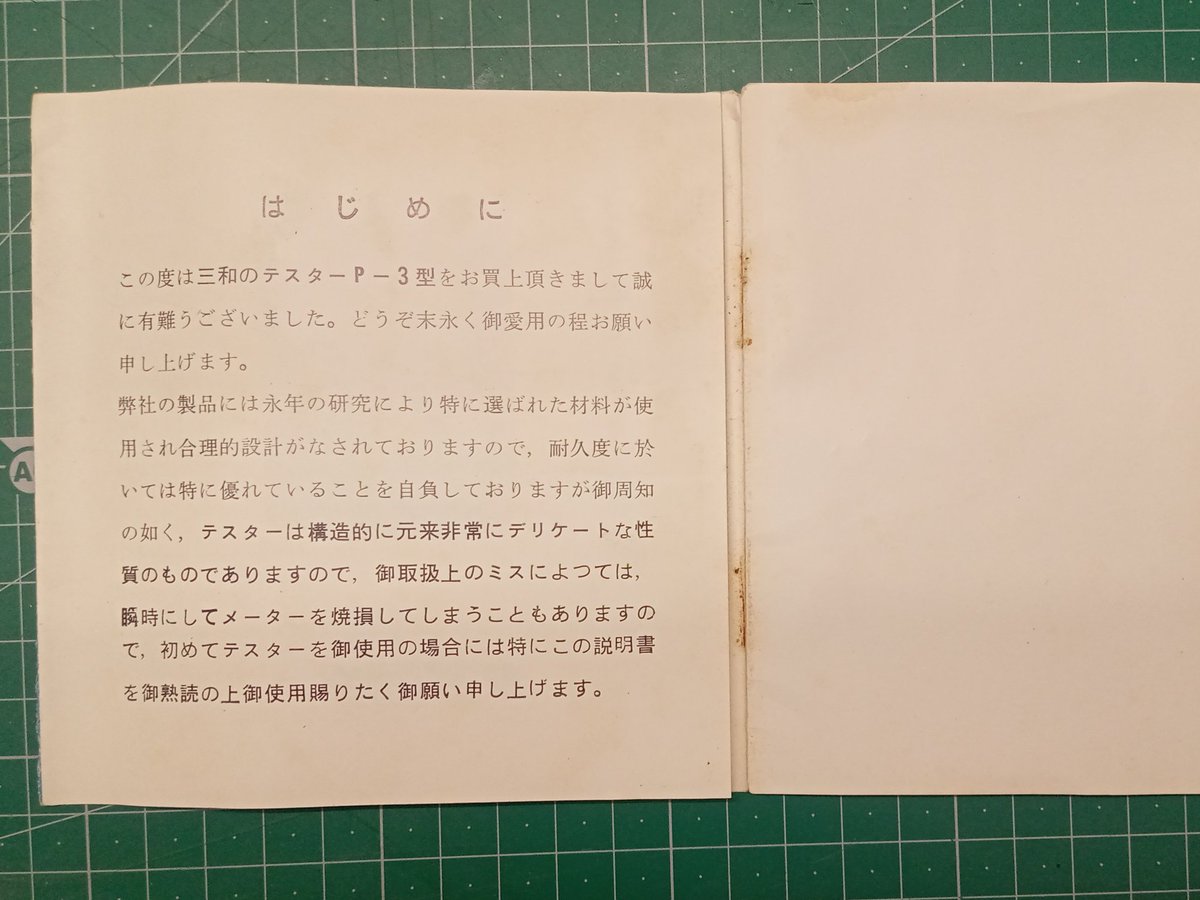 はじめに
この度は三和のテスターP－3型をお買上頂きまして誠
に有難うございました。どうぞ末永く御愛用の程お願い
申し上げます。
弊社の製品には永年の研究により特に選ばれた材料が使
用され合理的設計がなされておりますので，耐久度に於
いては特に優れていることを自負しておりますが御周知
の如く，テスターは構造的に元来非常にデリケートな性
質のものでありますので，御取扱上のミスによつては，
瞬時にしてメーターを焼損してしまうこともありますの
で，初めてテスターを御使用の場合には特にこの説明書
を御熟読の上御使用賜りたく御願い申し上げます。
A